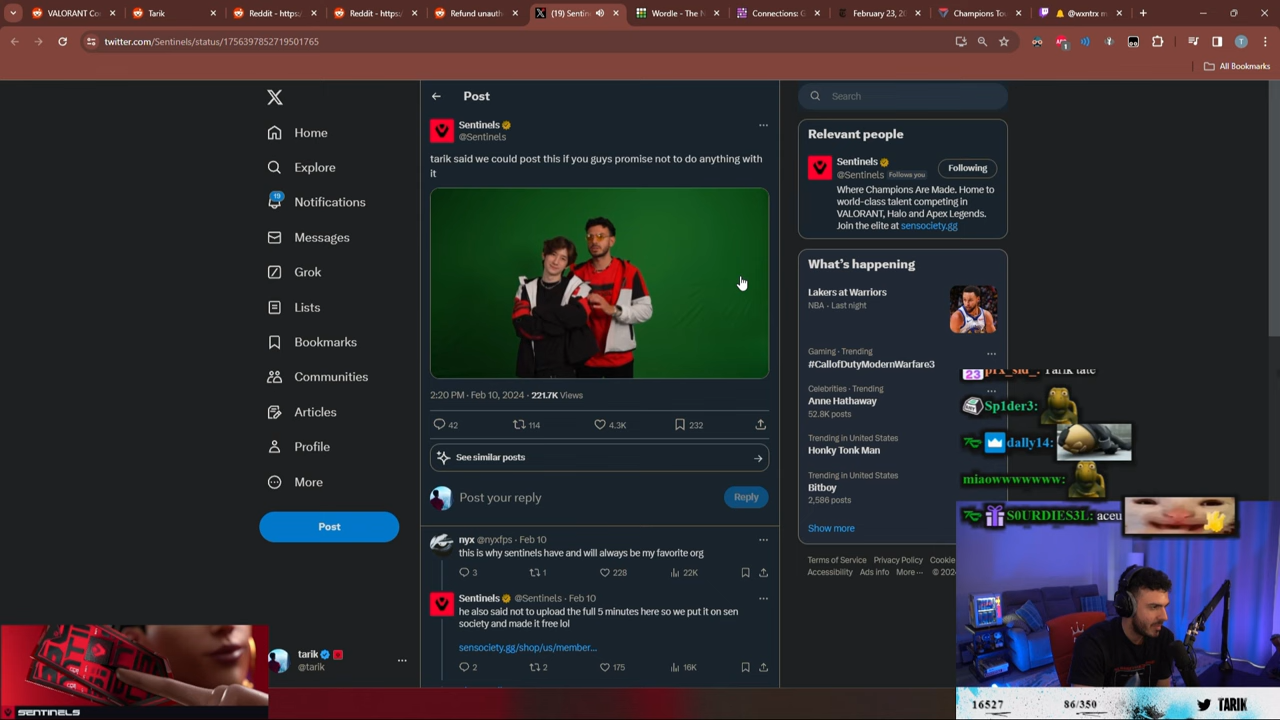 VALORANT Co
Tarik
Reddit - https:/
Reddit - https:/
Refund unauth
(19) Sentin
Wordle - The N
Connections: G
February 23, 20
Champions Tou
@wxntrx m
twitter.com/Sentinels/status/1756397852719501765
All Bookmarks
Home
Explore
19
Notifications
Messages
Grok
Lists
Bookmarks
Communities
Articles
Profile
More
Post
tarik
@tarik
Post
Sentinels
@Sentinels
tarik said we could post this if you guys promise not to do anything with
it
2:20 PM · Feb 10, 2024 · 221.7K Views
42
114
4.3K
232
See similar posts
Post your reply
Reply
nyx @nyxfps · Feb 10
this is why sentinels have and will always be my favorite org
3
1
228
22K
Sentinels @Sentinels · Feb 10
he also said not to upload the full 5 minutes here so we put it on sen
society and made it free lol
sensociety.gg/shop/us/member...
2
2
175
16K
Search
Relevant people
Sentinels
@Sentinels Follows you
Following
Where Champions Are Made. Home to
world-class talent competing in
VALORANT, Halo and Apex Legends.
Join the elite at sensociety.gg
What's happening
Lakers at Warriors
NBA · Last night
Gaming · Trending
#CallofDutyModernWarfare3
Celebrities · Trending
Anne Hathaway
52.8K posts
Trending in United States
Honky Tonk Man
Trending in United States
Bitboy
2,586 posts
Show more
Terms of Service Privacy Policy Cookie
Accessibility Ads info More ··· © 202
23 prx_sid_: Tarik tate
Sp1der3:
dally14:
miaowwwwwww:
S0URDIES3L: aceu
SENTINELS
16527
86/350
TARIK